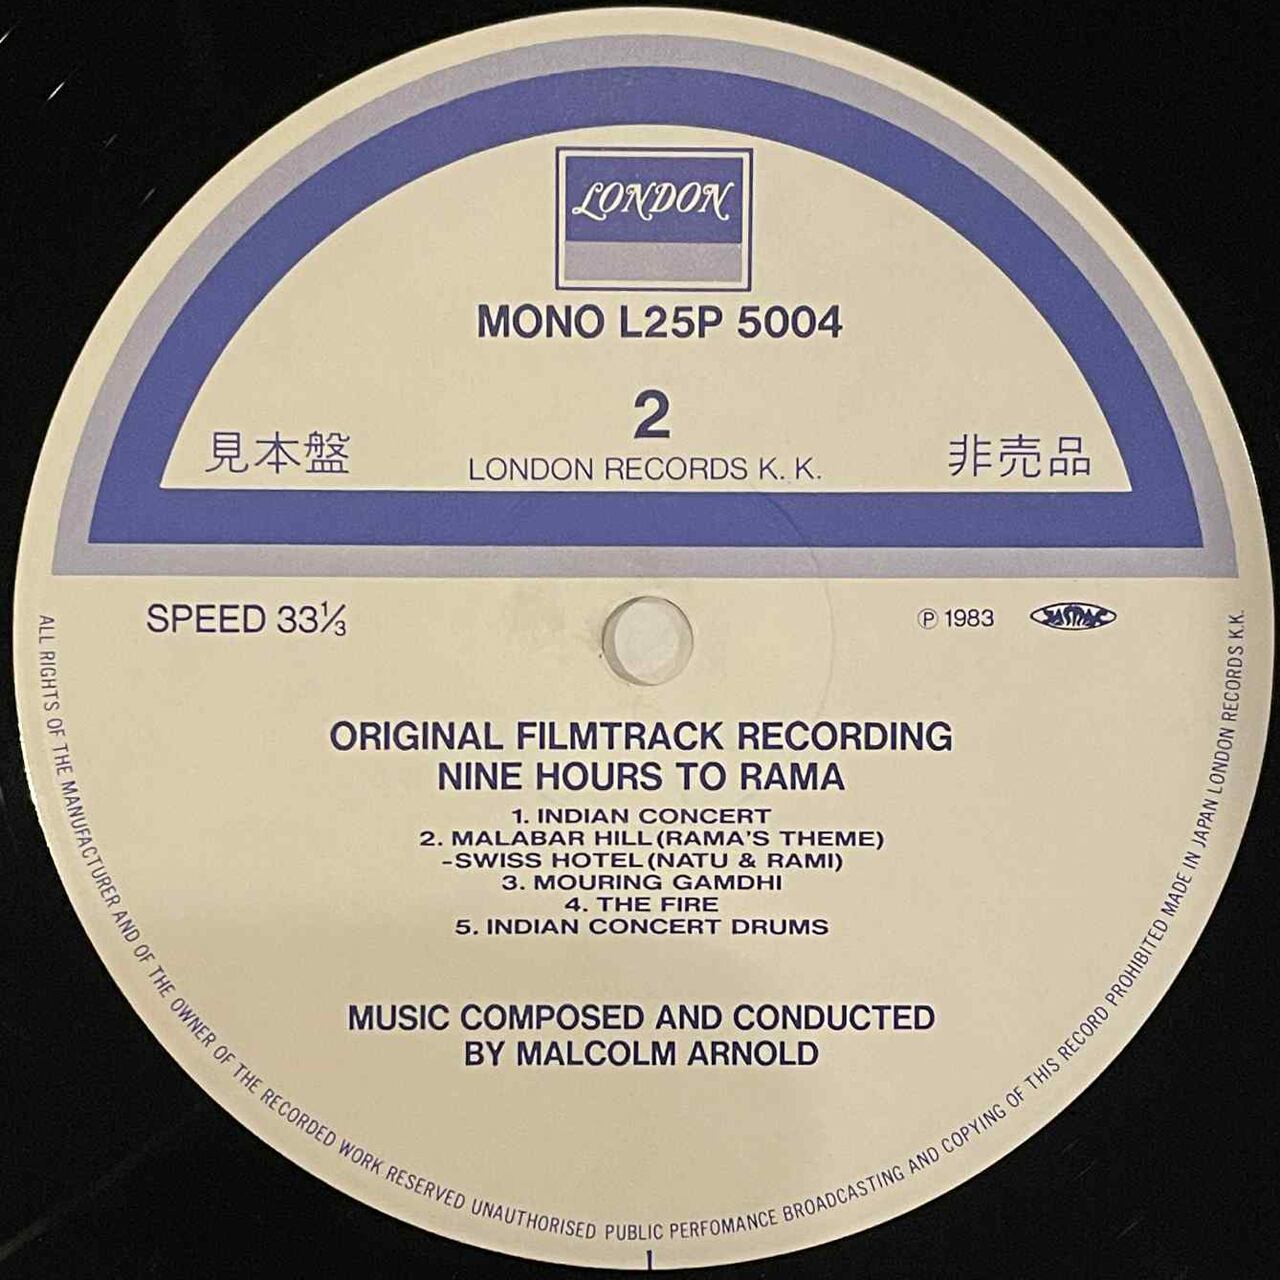 LONDON
MONO L25P 5004
2
見本盤
LONDON RECORDS K. K.
非売品
SPEED 33⅓
Ⓟ 1983
JASRAC
ORIGINAL FILMTRACK RECORDING
NINE HOURS TO RAMA
1. INDIAN CONCERT
2. MALABAR HILL(RAMA'S THEME)
-SWISS HOTEL(NATU & RAMI)
3. MOURING GAMDHI
4. THE FIRE
5. INDIAN CONCERT DRUMS
MUSIC COMPOSED AND CONDUCTED
BY MALCOLM ARNOLD
ALL RIGHTS OF THE MANUFACTURER AND OF THE OWNER OF THE RECORDED WORK RESERVED UNAUTHORISED PUBLIC PERFOMANCE BROADCASTING AND COPYING OF THIS RECORD PROHIBITED MADE IN JAPAN LONDON RECORDS K.K.